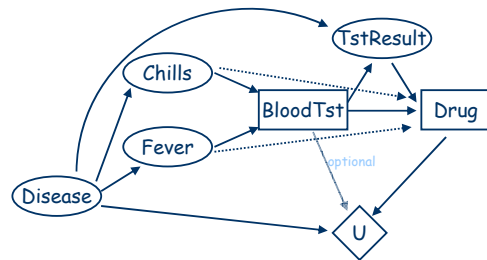 TstResult
Chills
BloodTst
Drug
Fever
optional
Disease
U